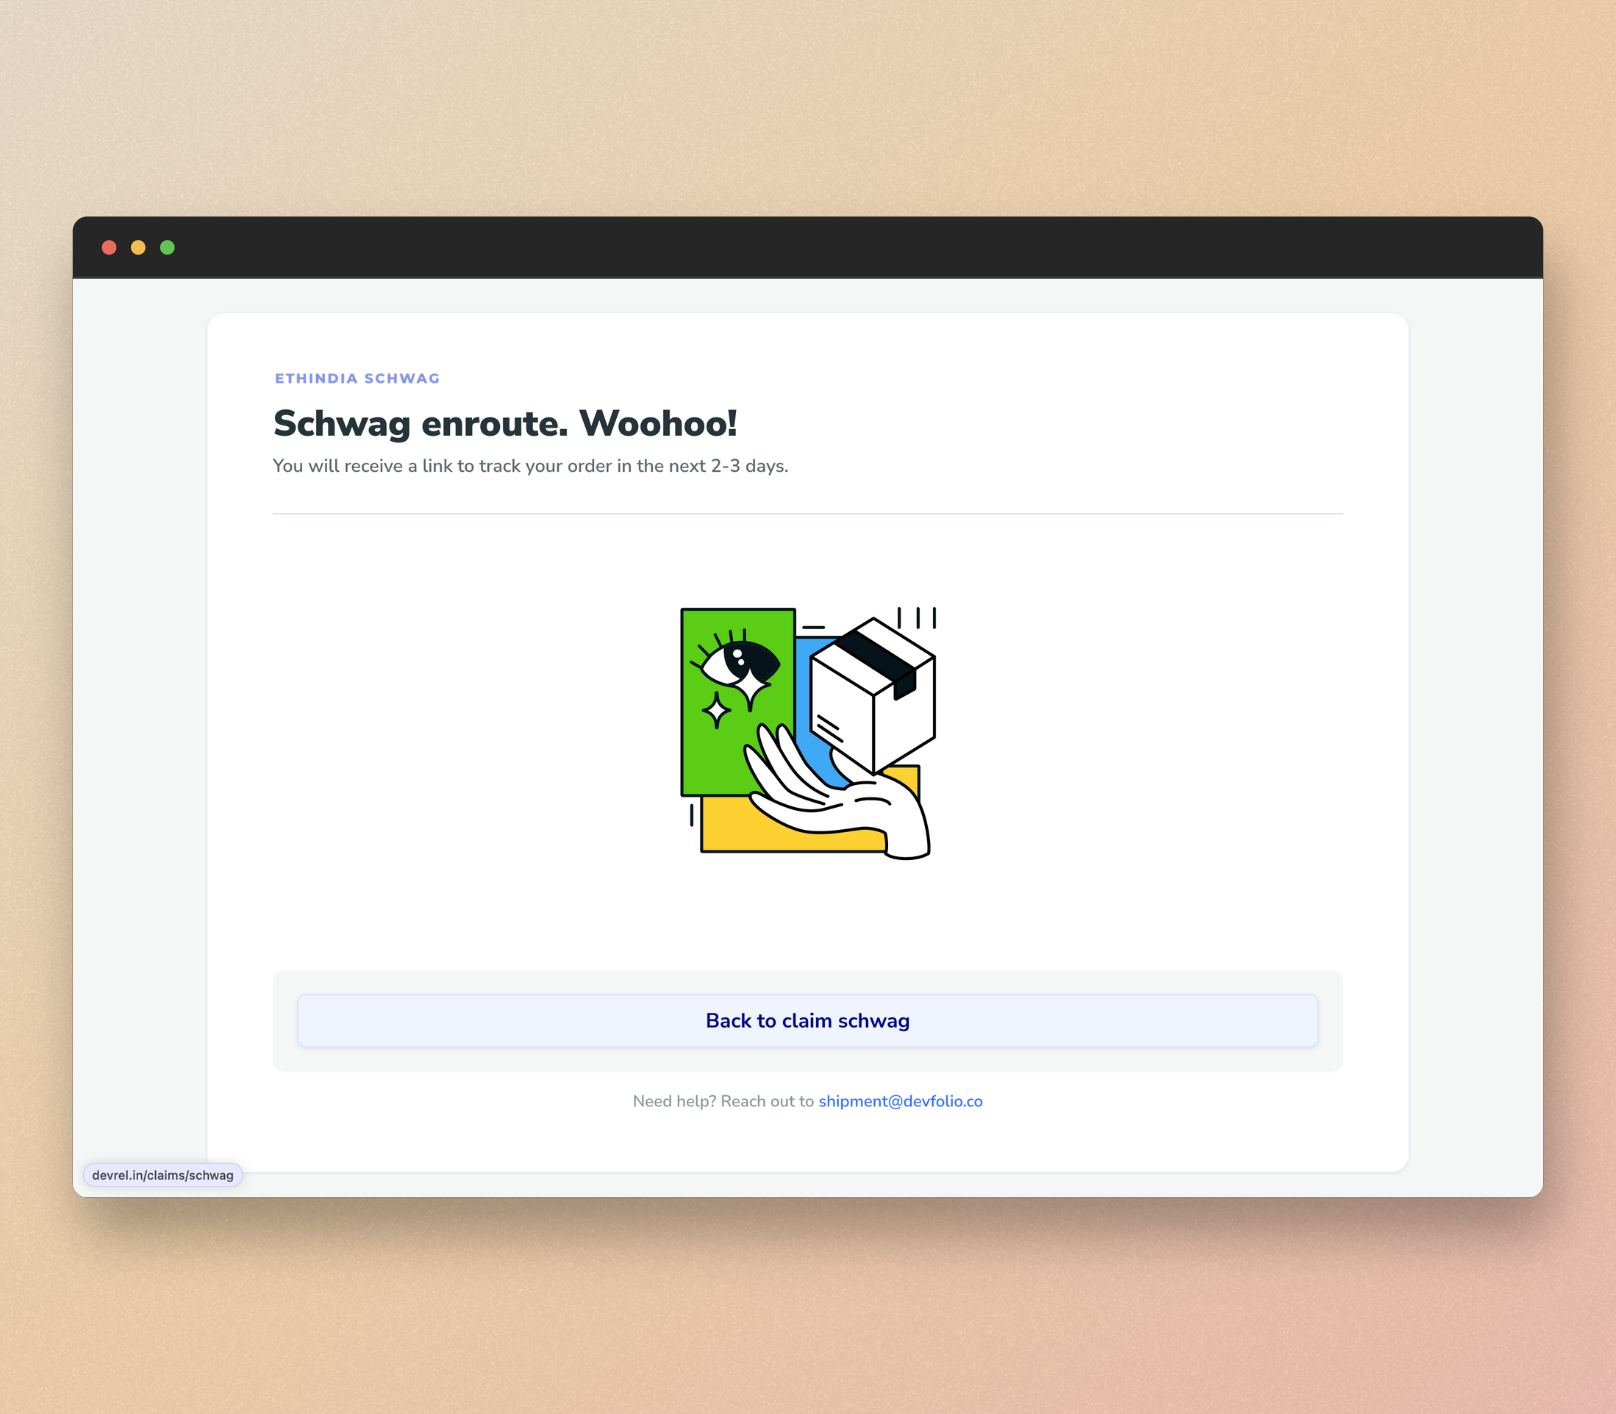 ETHINDIA SCHWAG
Schwag enroute. Woohoo!
You will receive a link to track your order in the next 2-3 days.
Back to claim schwag
Need help? Reach out to shipment@devfolio.co
devrel.in/claims/schwag